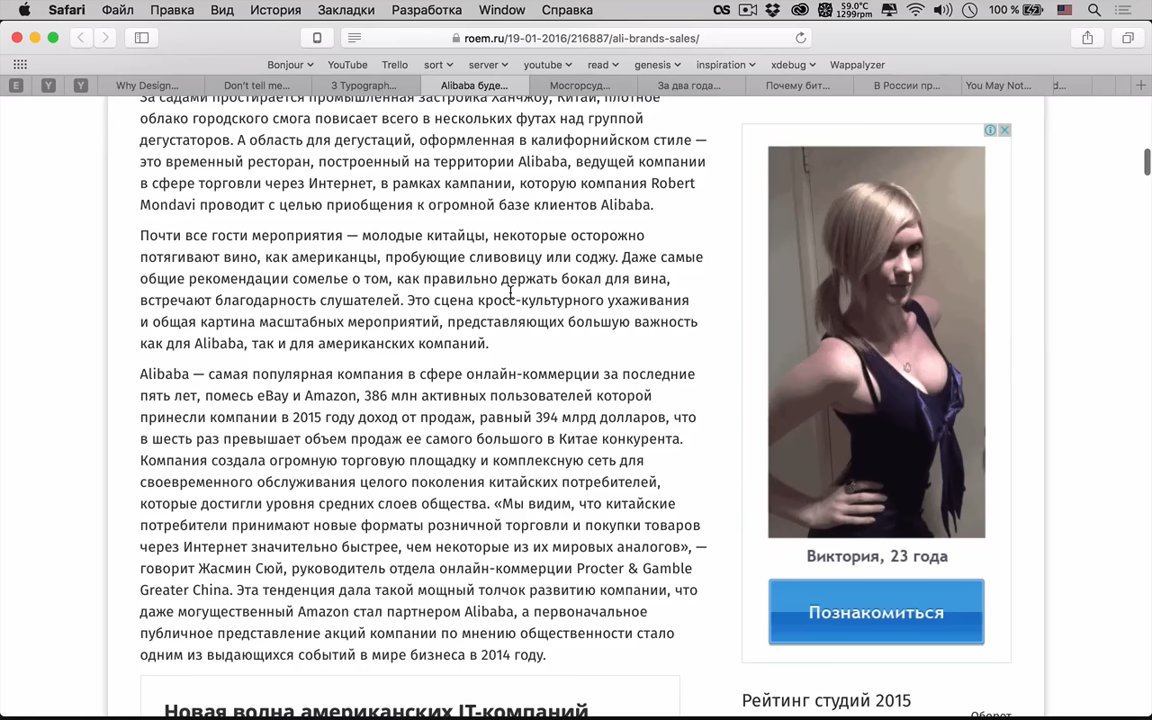 Safari Файл Правка Вид История Закладки Разработка Window Справка 59.0°C 1299rpm 100 %
roem.ru/19-01-2016/216887/ali-brands-sales/
Bonjour YouTube Trello sort server youtube read genesis inspiration xdebug Wappalyzer
E Y Y Why Design... Don't tell me... 3 Typograph... Alibaba буде... Мосгорсуд... За два года... Почему бит... В России пр... You May Not... d...
За садами простирается промышленная застройка Ханчжоу, Китай, плотное
облако городского смога повисает всего в нескольких футах над группой
дегустаторов. А область для дегустаций, оформленная в калифорнийском стиле —
это временный ресторан, построенный на территории Alibaba, ведущей компании
в сфере торговли через Интернет, в рамках кампании, которую компания Robert
Mondavi проводит с целью приобщения к огромной базе клиентов Alibaba.
Почти все гости мероприятия — молодые китайцы, некоторые осторожно
потягивают вино, как американцы, пробующие сливовицу или соджу. Даже самые
общие рекомендации сомелье о том, как правильно держать бокал для вина,
встречают благодарность слушателей. Это сцена кросс-культурного ухаживания
и общая картина масштабных мероприятий, представляющих большую важность
как для Alibaba, так и для американских компаний.
Alibaba — самая популярная компания в сфере онлайн-коммерции за последние
пять лет, помесь eBay и Amazon, 386 млн активных пользователей которой
принесли компании в 2015 году доход от продаж, равный 394 млрд долларов, что
в шесть раз превышает объем продаж ее самого большого в Китае конкурента.
Компания создала огромную торговую площадку и комплексную сеть для
своевременного обслуживания целого поколения китайских потребителей,
которые достигли уровня средних слоев общества. «Мы видим, что китайские
потребители принимают новые форматы розничной торговли и покупки товаров
через Интернет значительно быстрее, чем некоторые из их мировых аналогов», —
говорит Жасмин Сюй, руководитель отдела онлайн-коммерции Procter & Gamble
Greater China. Эта тенденция дала такой мощный толчок развитию компании, что
даже могущественный Amazon стал партнером Alibaba, а первоначальное
публичное представление акций компании по мнению общественности стало
одним из выдающихся событий в мире бизнеса в 2014 году.
Новая волна американских IT-компаний
Виктория, 23 года
Познакомиться
Рейтинг студий 2015
Оборот